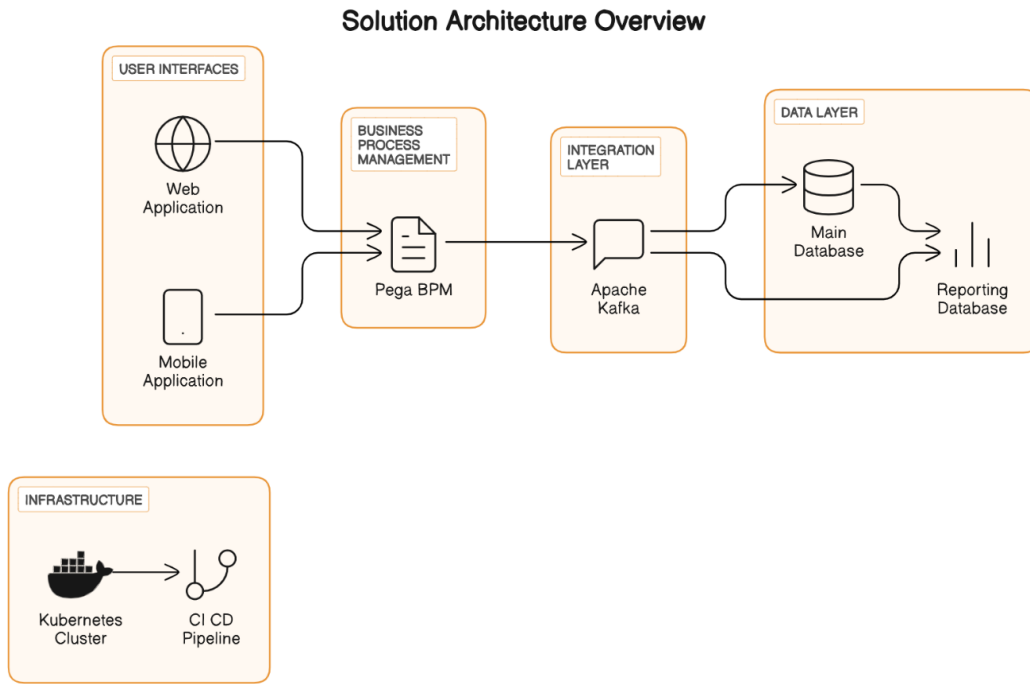 Solution Architecture Overview
USER INTERFACES
Web
Application
Mobile
Application
BUSINESS
PROCESS
MANAGEMENT
Pega BPM
INTEGRATION
LAYER
Apache
Kafka
DATA LAYER
Main
Database
Reporting
Database
INFRASTRUCTURE
Kubernetes
Cluster
CI CD
Pipeline